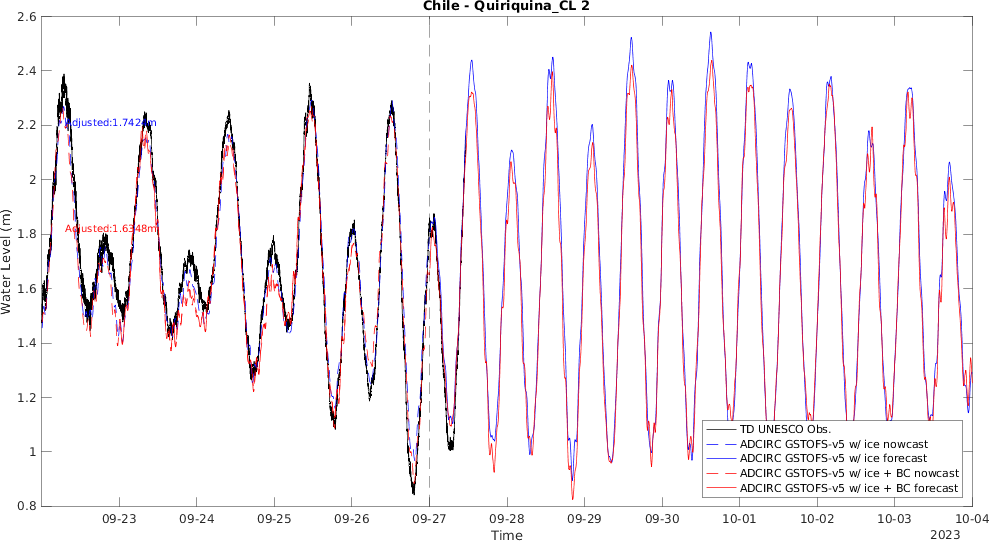 Chile - Quiriquina_CL 2
2.6
2.4
2.2
2
1.8
1.6
1.4
1.2
1
0.8
Water Level (m)
Adjusted:1.7424m
Adjusted:1.6348m
TD UNESCO Obs.
ADCIRC GSTOFS-v5 w/ ice nowcast
ADCIRC GSTOFS-v5 w/ ice forecast
ADCIRC GSTOFS-v5 w/ ice + BC nowcast
ADCIRC GSTOFS-v5 w/ ice + BC forecast
09-23 09-24 09-25 09-26 09-27 09-28 09-29 09-30 10-01 10-02 10-03 10-04
Time
2023